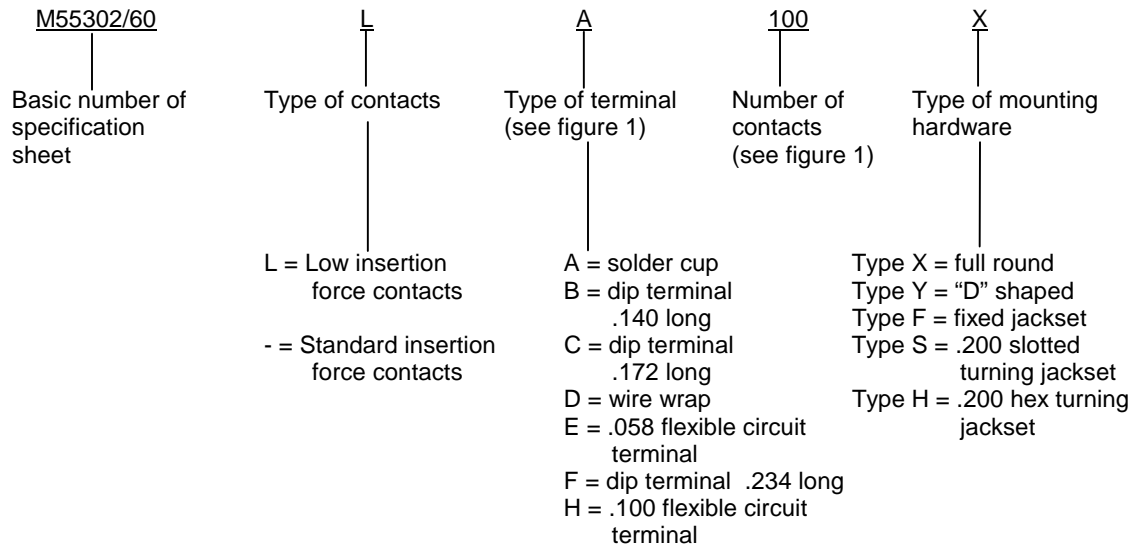 M55302/60 L A 100 X
Basic number of
specification
sheet
Type of contacts
Type of terminal
(see figure 1)
Number of
contacts
(see figure 1)
Type of mounting
hardware
L = Low insertion
force contacts
- = Standard insertion
force contacts
A = solder cup
B = dip terminal
.140 long
C = dip terminal
.172 long
D = wire wrap
E = .058 flexible circuit
terminal
F = dip terminal .234 long
H = .100 flexible circuit
terminal
Type X = full round
Type Y = “D” shaped
Type F = fixed jackset
Type S = .200 slotted
turning jackset
Type H = .200 hex turning
jackset